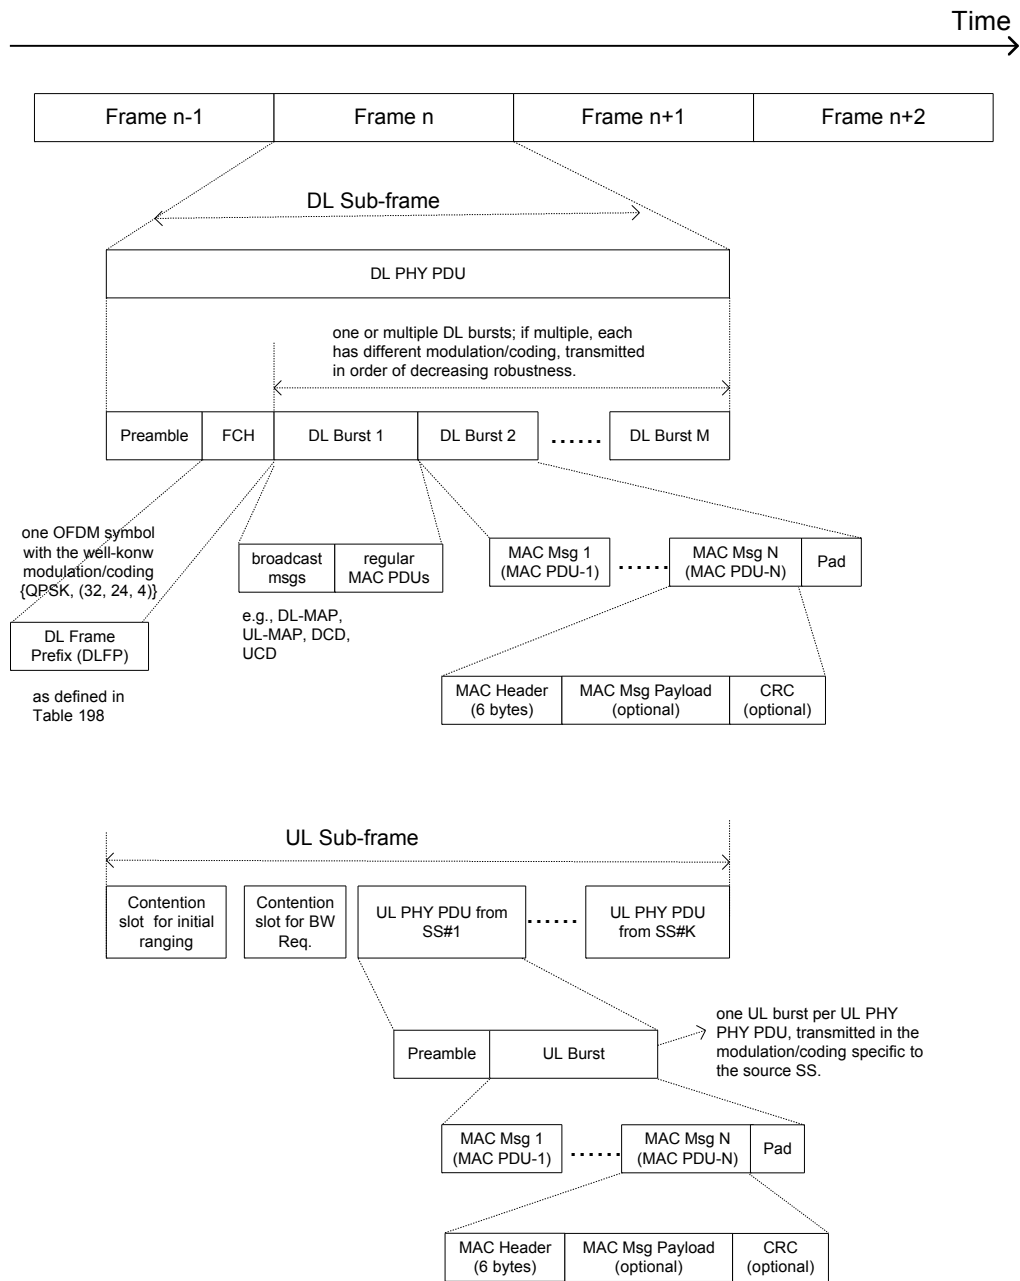 Time
Frame n-1
Frame n
Frame n+1
Frame n+2
DL Sub-frame
DL PHY PDU
one or multiple DL bursts; if multiple, each
has different modulation/coding, transmitted
in order of decreasing robustness.
Preamble
FCH
DL Burst 1
DL Burst 2
......
DL Burst M
one OFDM symbol
with the well-konw
modulation/coding
{QPSK, (32, 24, 4)}
DL Frame
Prefix (DLFP)
as defined in
Table 198
broadcast
msgs
regular
MAC PDUs
e.g., DL-MAP,
UL-MAP, DCD,
UCD
MAC Msg 1
(MAC PDU-1)
......
MAC Msg N
(MAC PDU-N)
Pad
MAC Header
(6 bytes)
MAC Msg Payload
(optional)
CRC
(optional)
UL Sub-frame
Contention
slot for initial
ranging
Contention
slot for BW
Req.
UL PHY PDU from
SS#1
......
UL PHY PDU
from SS#K
Preamble
UL Burst
one UL burst per UL PHY
PHY PDU, transmitted in the
modulation/coding specific to
the source SS.
MAC Msg 1
(MAC PDU-1)
......
MAC Msg N
(MAC PDU-N)
Pad
MAC Header
(6 bytes)
MAC Msg Payload
(optional)
CRC
(optional)